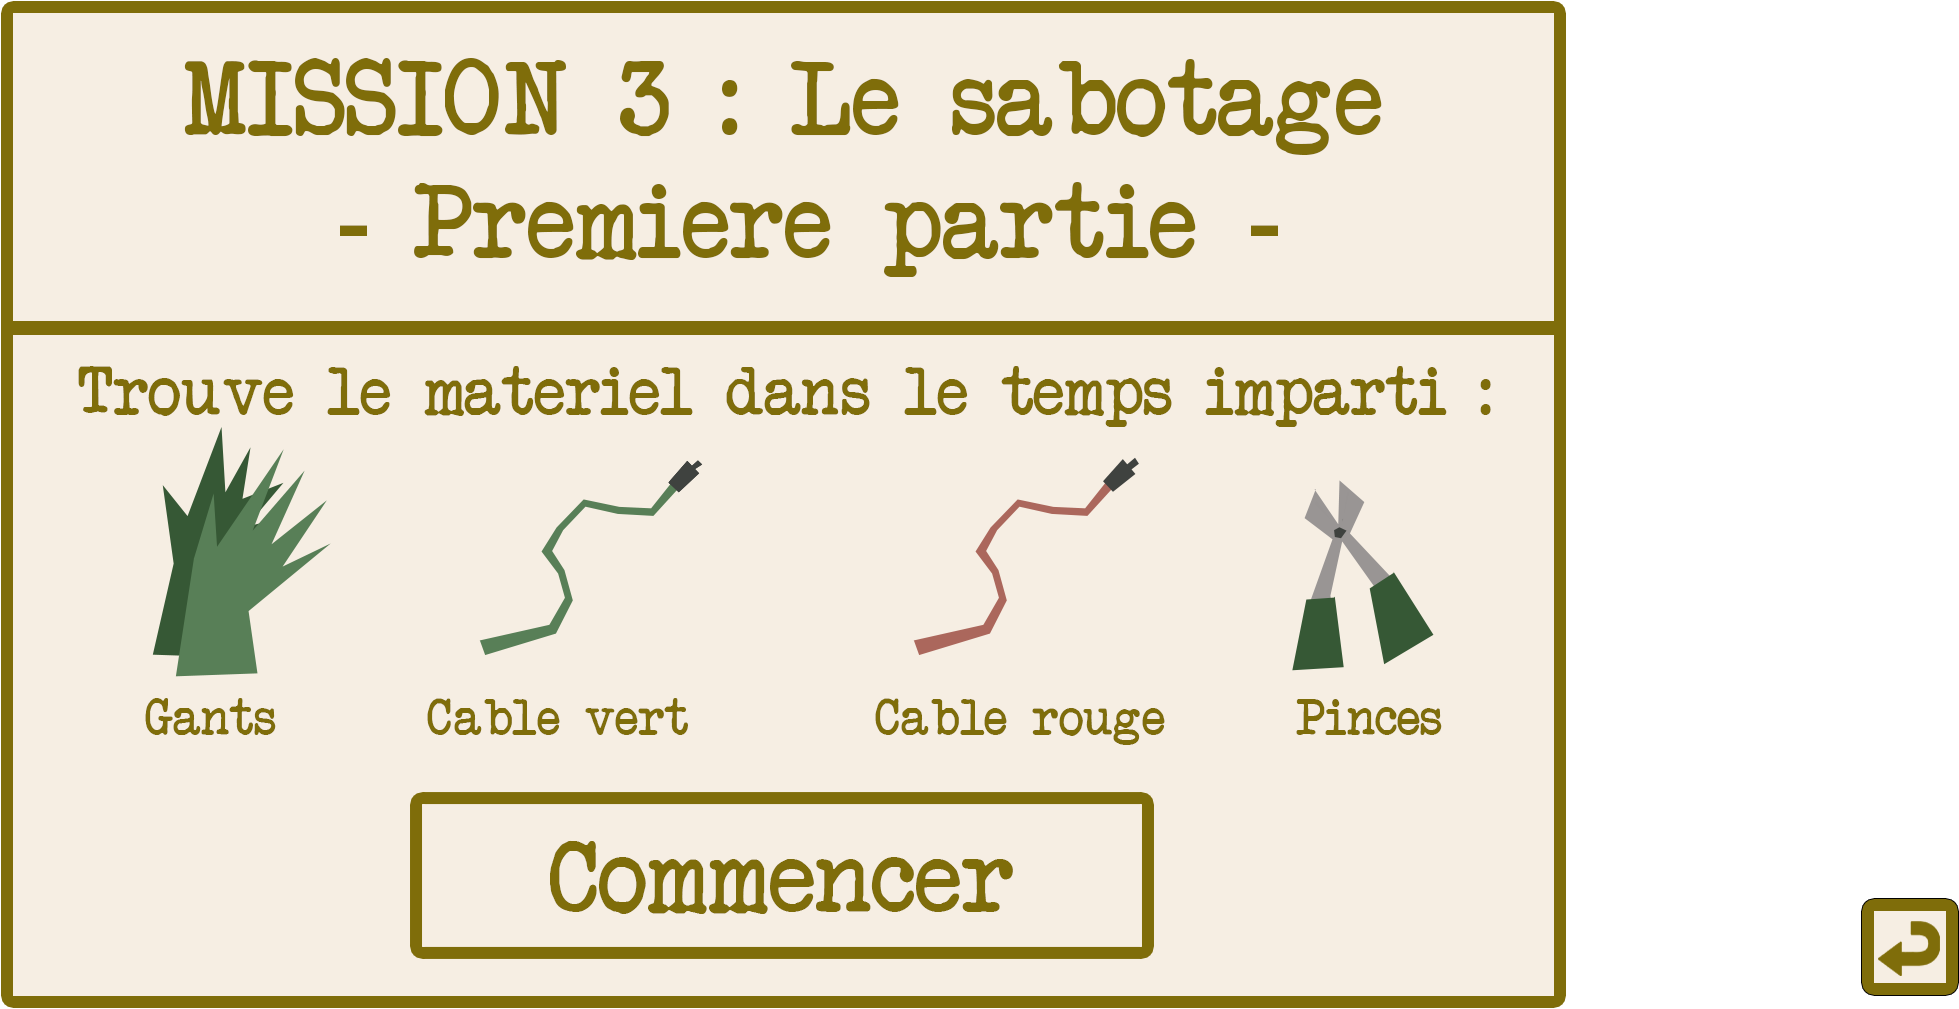 MISSION 3 : Le sabotage
- Premiere partie -
Trouve le materiel dans le temps imparti :
Gants Cable vert Cable rouge Pinces
Commencer